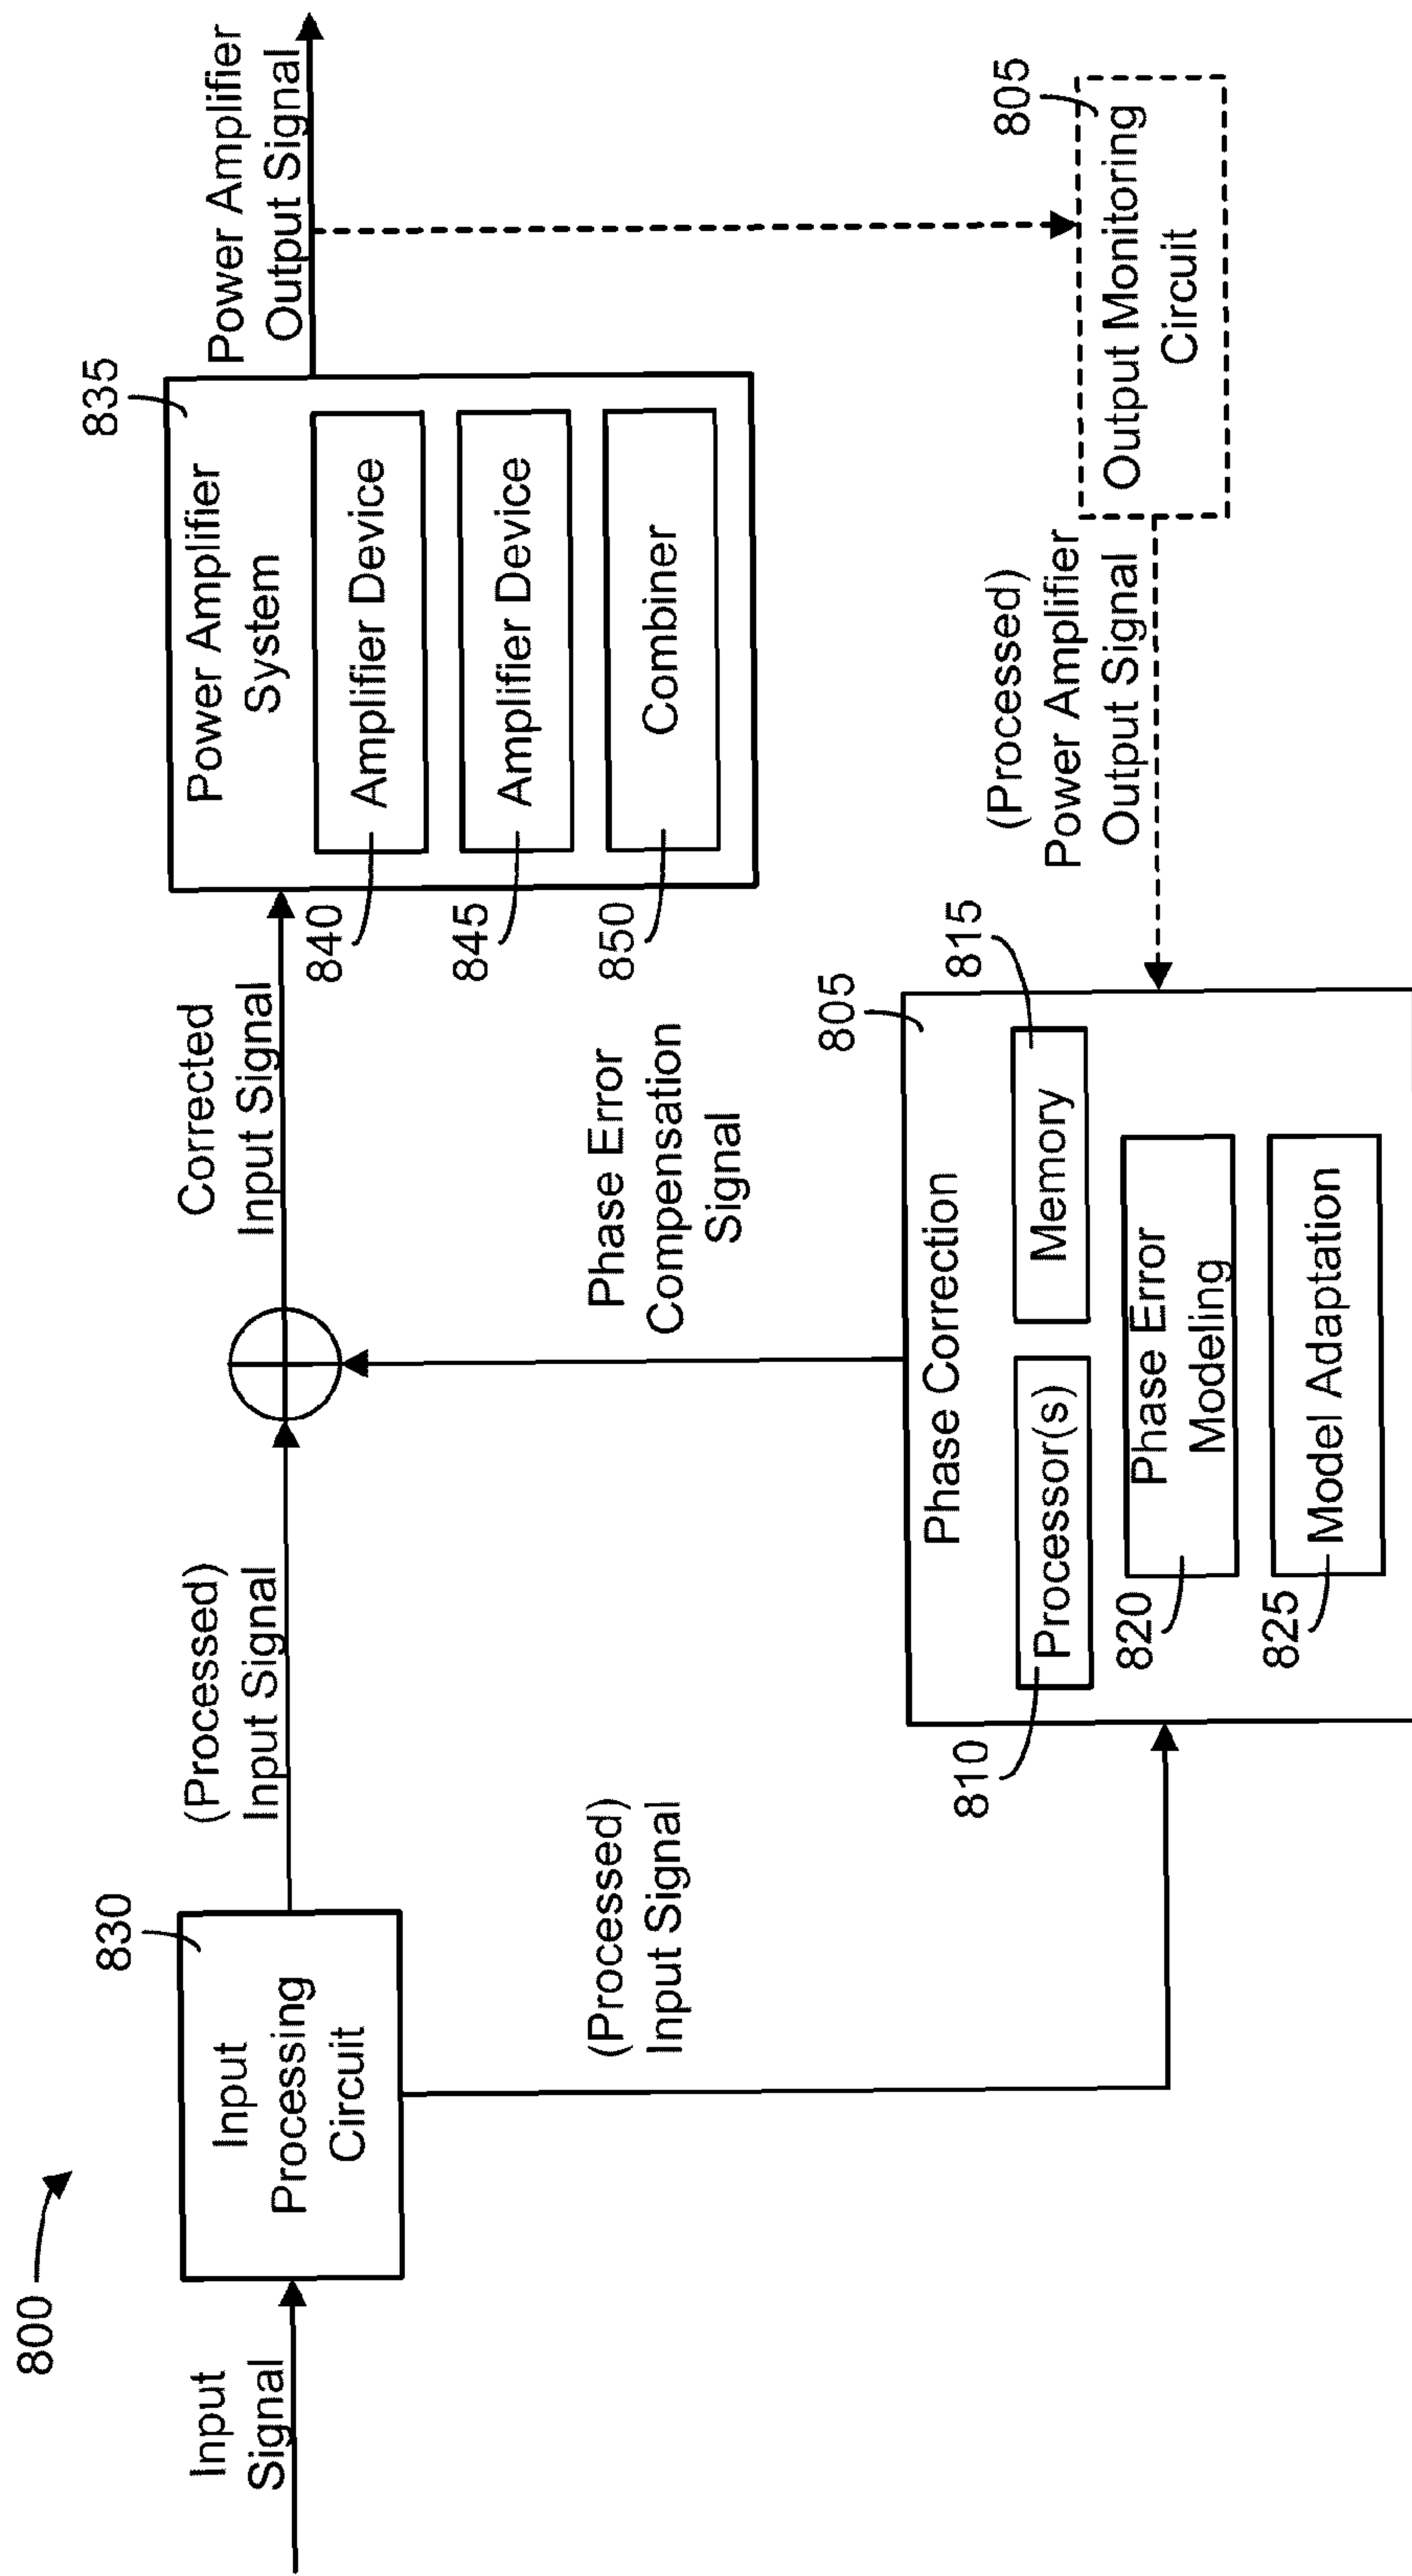 800
Input
Signal
830
Input
Processing
Circuit
(Processed)
Input Signal
(Processed)
Input Signal
Corrected
Input Signal
Phase Error
Compensation
Signal
835
Power Amplifier
System
Amplifier Device
840
Amplifier Device
845
Combiner
850
Power Amplifier
Output Signal
805
Phase Correction
Processor(s)
810
Memory
815
Phase Error
Modeling
820
Model Adaptation
825
(Processed)
Power Amplifier
Output Signal
805
Output Monitoring
Circuit